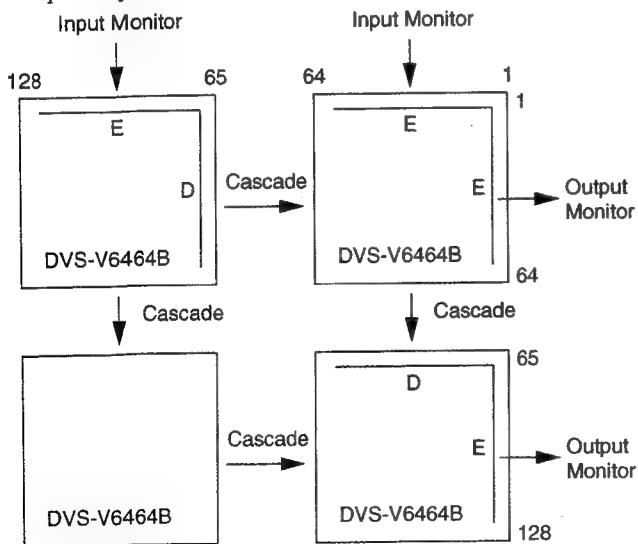 Input Monitor
Input Monitor
128
65
64
1
1
E
E
D
Cascade
E
Output
Monitor
DVS-V6464B
DVS-V6464B
64
Cascade
Cascade
65
D
Cascade
E
Output
Monitor
DVS-V6464B
DVS-V6464B
128